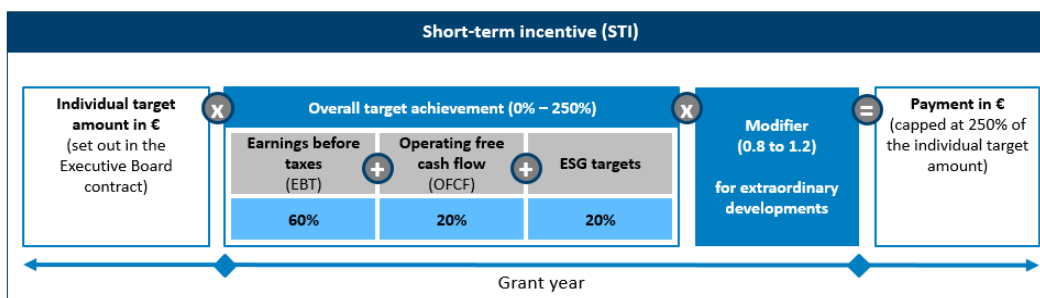 Short-term incentive (STI)
Individual target
amount in €
(set out in the
Executive Board
contract)
x
Overall target achievement (0% – 250%)
Earnings before
taxes
(EBT)
+
Operating free
cash flow
(OFCF)
+
ESG targets
60%
20%
20%
x
Modifier
(0.8 to 1.2)
for extraordinary
developments
=
Payment in €
(capped at 250% of
the individual target
amount)
Grant year